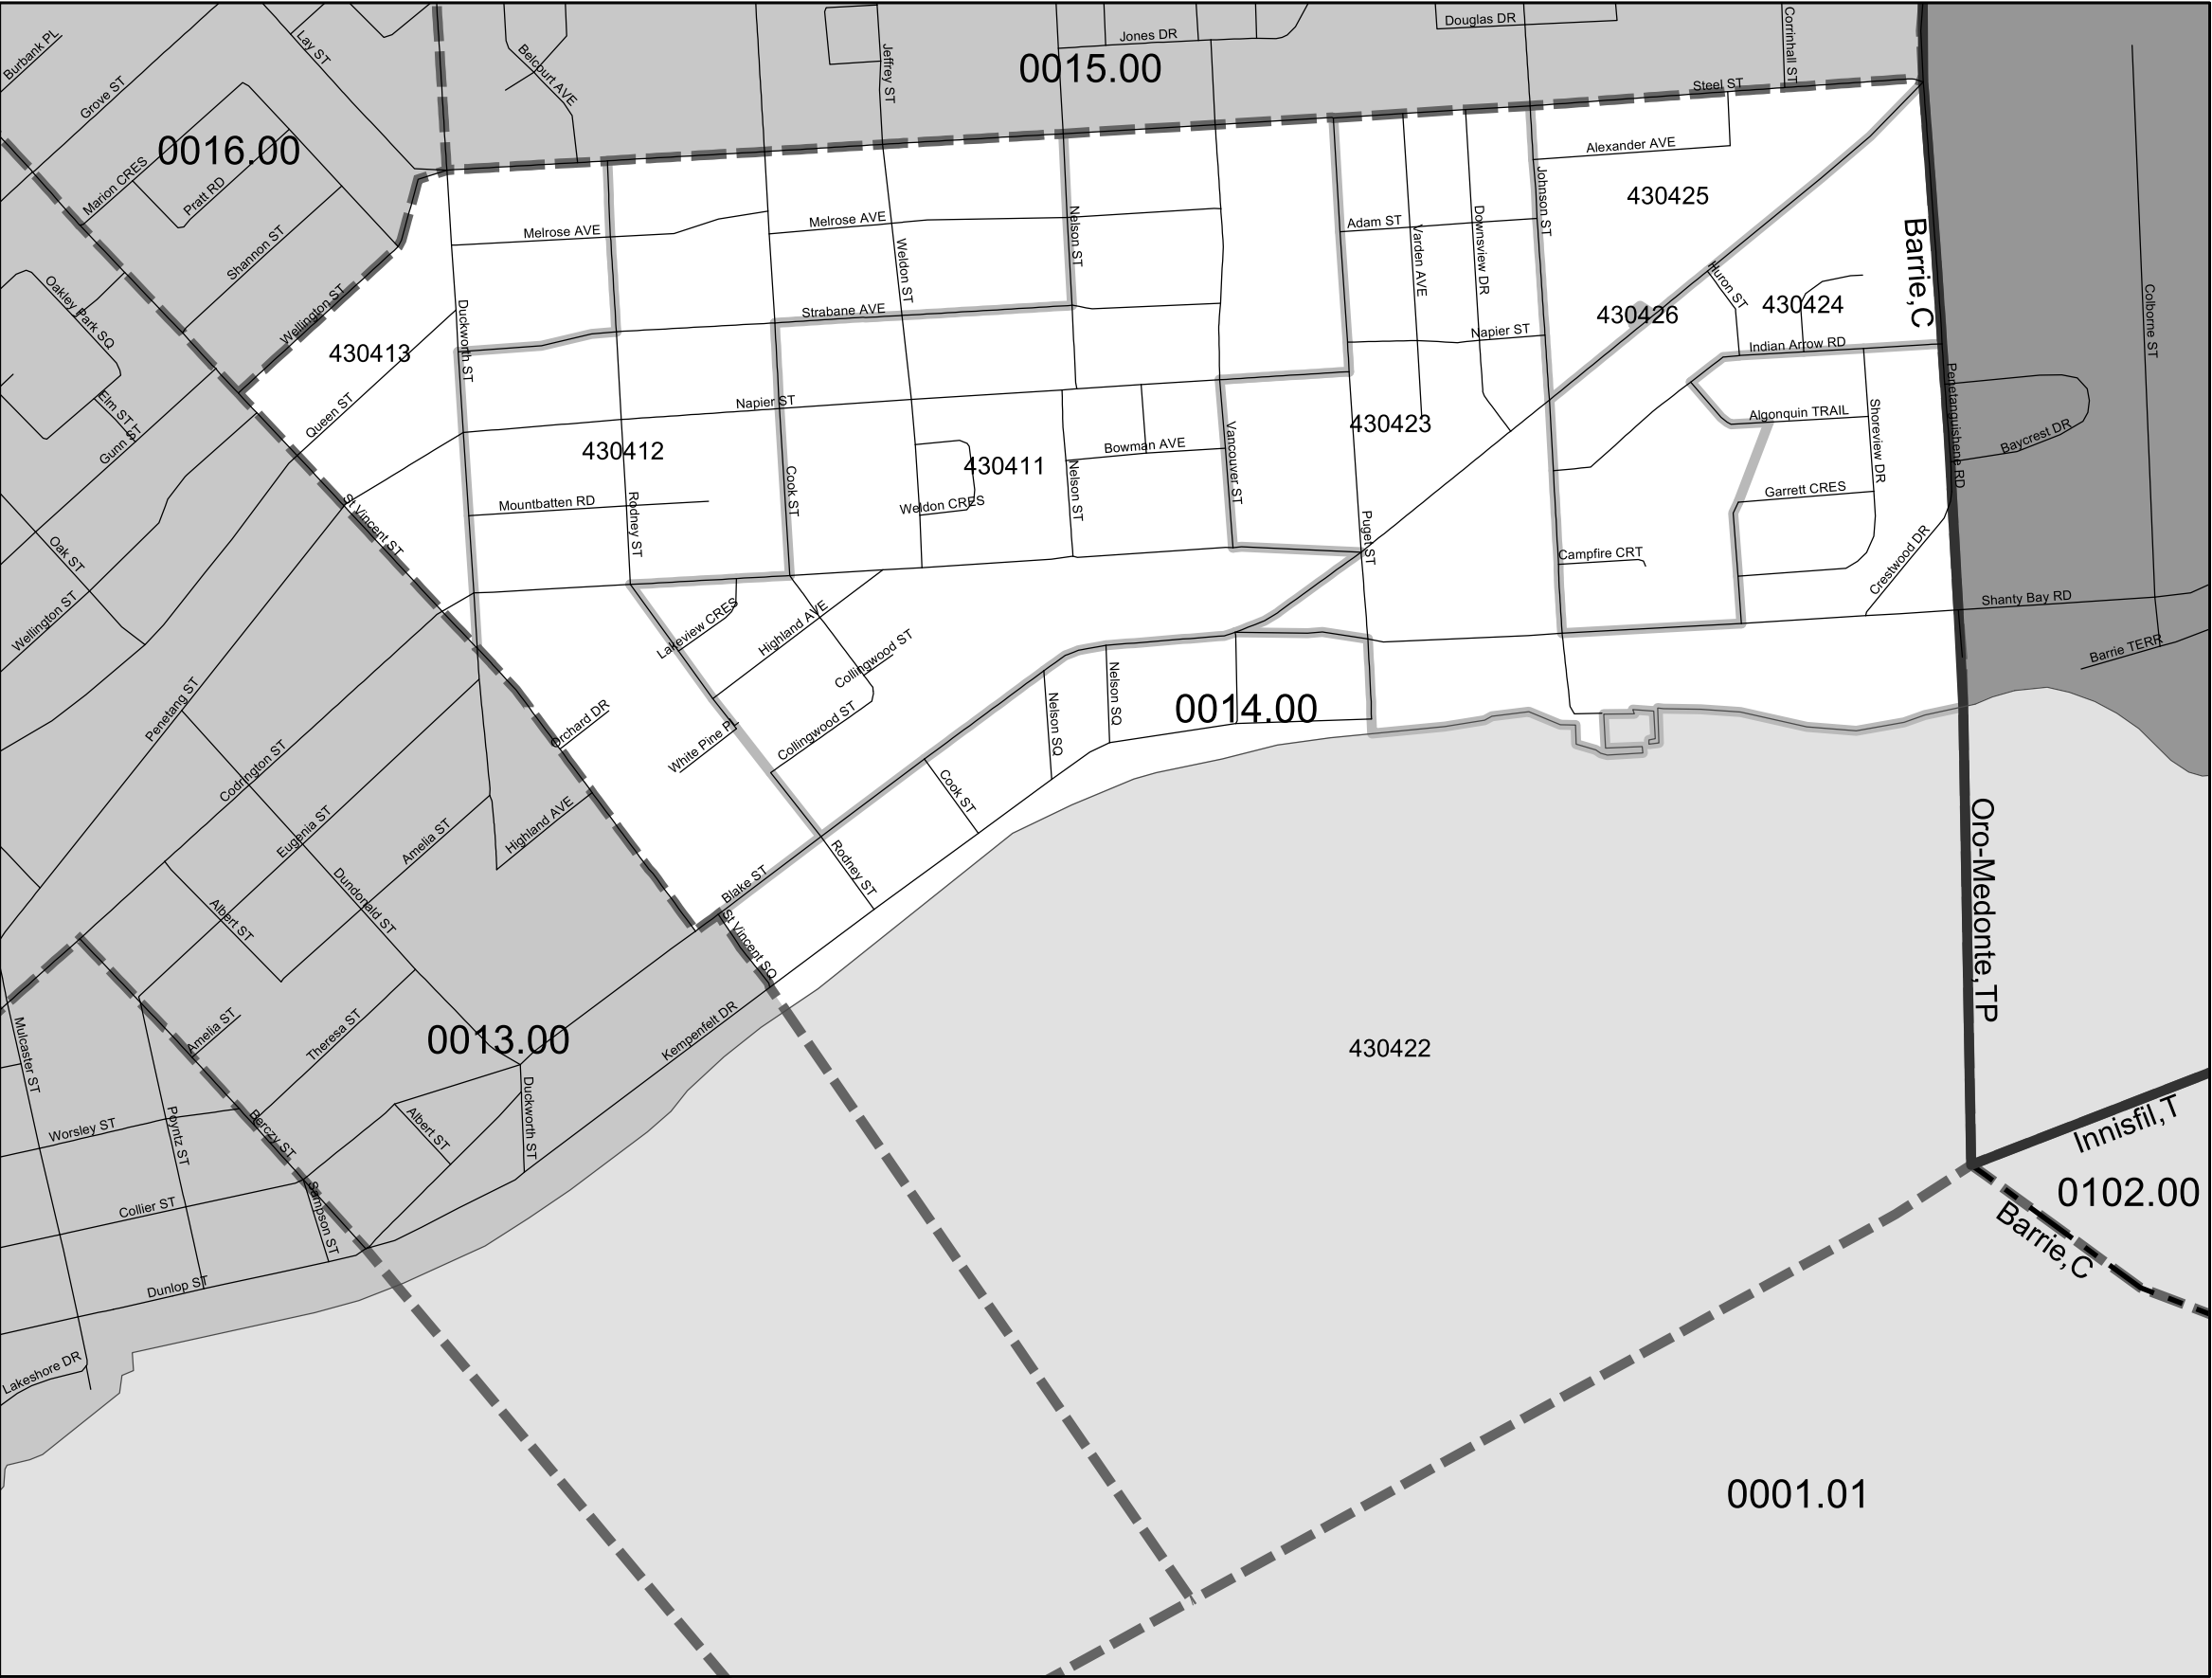 Burbank PL
Grove ST
Lay ST
Belcourt AVE
Jeffrey ST
Jones DR
Douglas DR
Corrinhall ST
0015.00
Steel ST
0016.00
Marion CRES
Pratt RD
Shannon ST
Alexander AVE
430425
Johnson ST
Melrose AVE
Melrose AVE
Nelson ST
Adam ST
Varden AVE
Downsview DR
Barrie,C
Weldon ST
Oakley Park SQ
Wellington ST
Duckworth ST
Strabane AVE
430426
Huron ST
430424
Colborne ST
430413
Napier ST
Indian Arrow RD
Penetanguishene RD
Elm ST
Gunn ST
Queen ST
Napier ST
430412
430411
Bowman AVE
Vancouver ST
430423
Algonquin TRAIL
Shoreview DR
Baycrest DR
Cook ST
Nelson ST
Mountbatten RD
Rodney ST
Weldon CRES
Garrett CRES
St Vincent ST
Puget ST
Oak ST
Campfire CRT
Crestwood DR
Wellington ST
Lakeview CRES
Highland AVE
Collingwood ST
Shanty Bay RD
Barrie TERR
Penetang ST
Orchard DR
White Pine PL
Collingwood ST
Nelson SQ
Nelson SQ
0014.00
Codrington ST
Cook ST
Eugenia ST
Amelia ST
Highland AVE
Oro-Medonte,TP
Dundonald ST
Rodney ST
Blake ST
Albert ST
St Vincent SQ
Mulcaster ST
Amelia ST
Theresa ST
0013.00
Kempenfelt DR
430422
Worsley ST
Poyntz ST
Berczy ST
Albert ST
Duckworth ST
Innisfil,T
0102.00
Collier ST
Sampson ST
Barrie,C
Dunlop ST
Lakeshore DR
0001.01